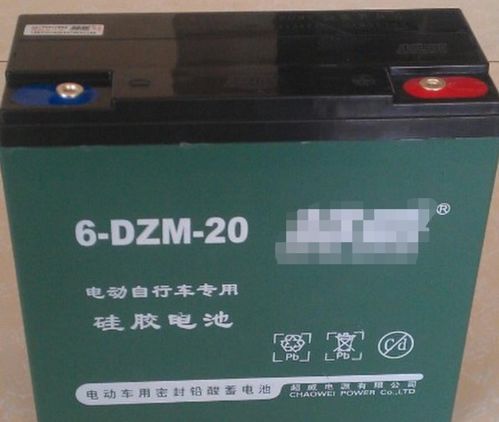 6-DZM-20
®
电动自行车专用
硅胶电池
Pb
Pb
Cd
电动车用密封铅酸蓄电池
超威电源有限公司
CHAOWEI POWER Co.,LTD